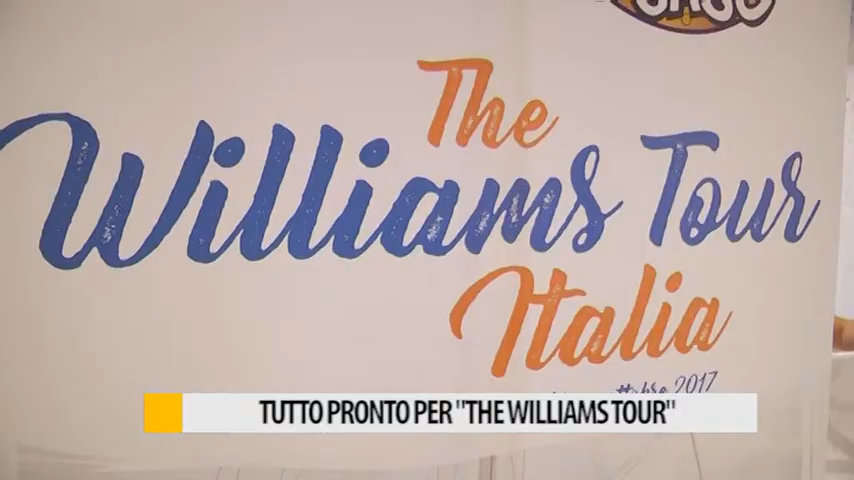 The
Williams Tour
Italia
2017
TUTTO PRONTO PER "THE WILLIAMS TOUR"